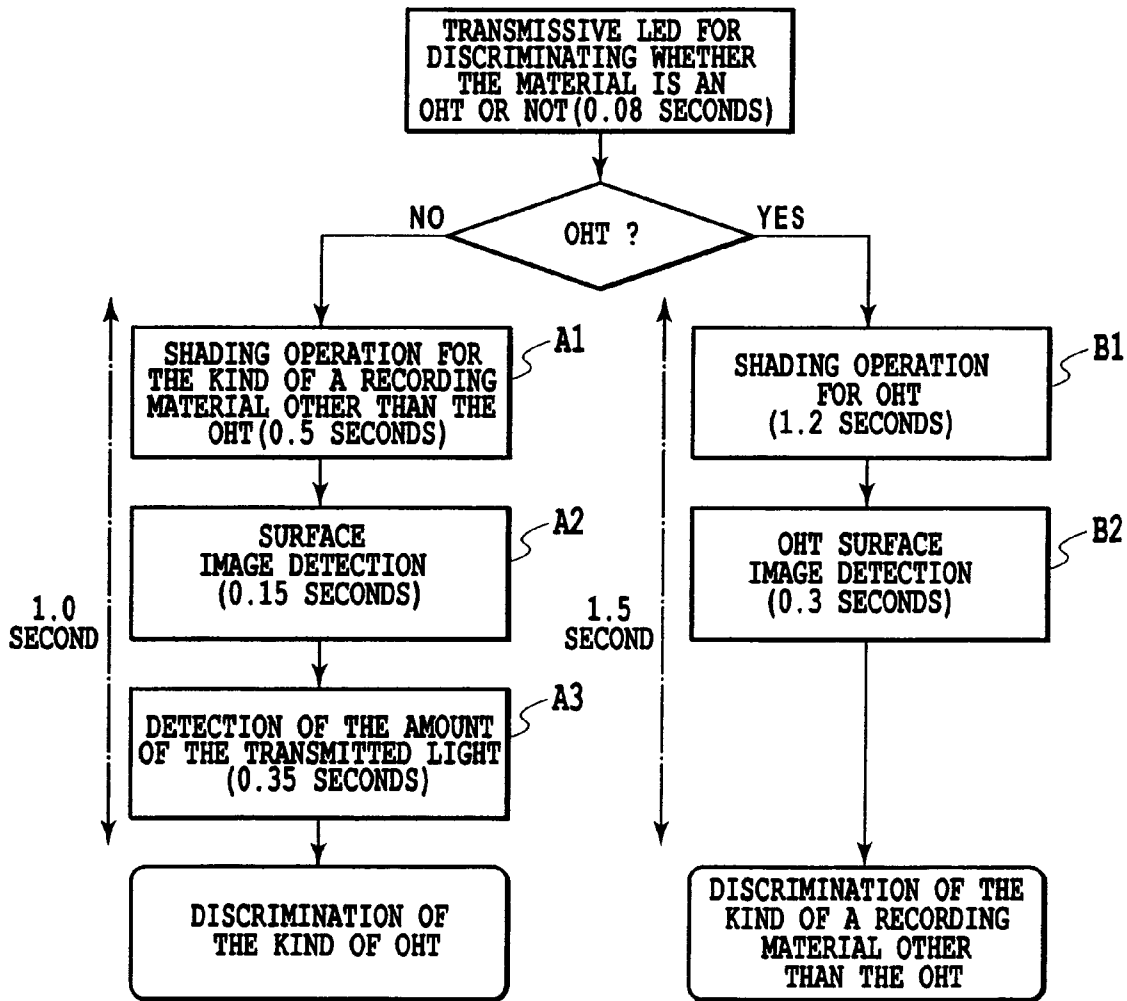 TRANSMISSIVE LED FOR
DISCRIMINATING WHETHER
THE MATERIAL IS AN
OHT OR NOT(0.08 SECONDS)
NO
OHT ?
YES
SHADING OPERATION FOR
THE KIND OF A RECORDING
MATERIAL OTHER THAN THE
OHT(0.5 SECONDS)
A1
SHADING OPERATION
FOR OHT
(1.2 SECONDS)
B1
SURFACE
IMAGE DETECTION
(0.15 SECONDS)
A2
OHT SURFACE
IMAGE DETECTION
(0.3 SECONDS)
B2
1.0
SECOND
1.5
SECOND
DETECTION OF THE AMOUNT
OF THE TRANSMITTED LIGHT
(0.35 SECONDS)
A3
DISCRIMINATION OF
THE KIND OF OHT
DISCRIMINATION OF THE
KIND OF A RECORDING
MATERIAL OTHER
THAN THE OHT